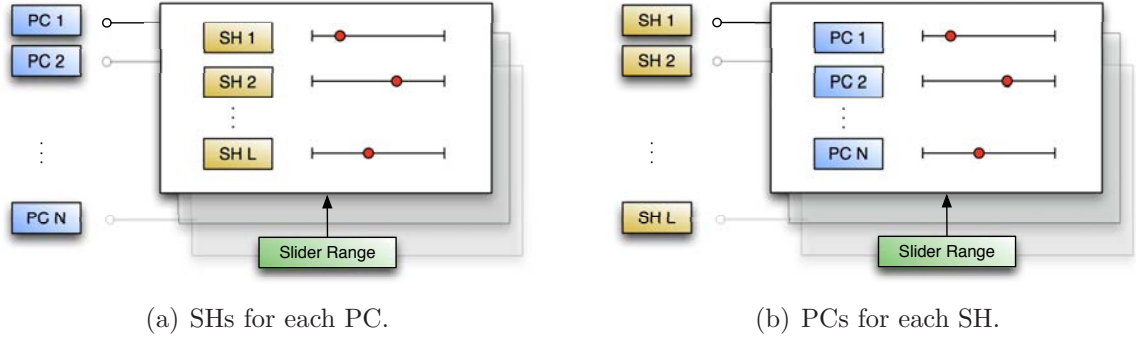 PC 1
PC 2
⋮
PC N
SH 1
SH 2
⋮
SH L
Slider Range
(a) SHs for each PC.
SH 1
SH 2
⋮
SH L
PC 1
PC 2
⋮
PC N
Slider Range
(b) PCs for each SH.